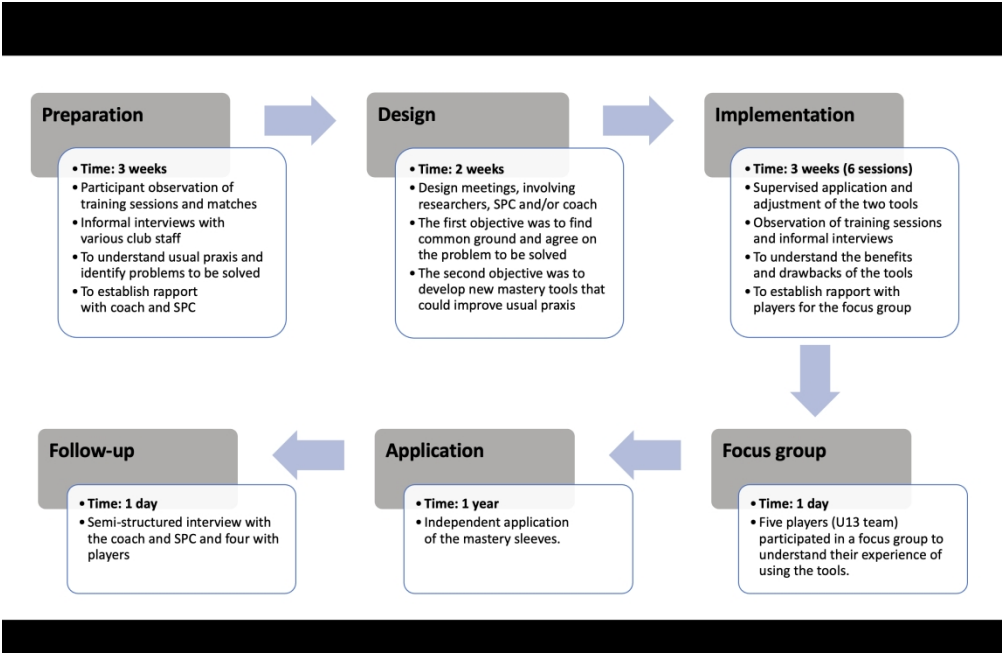 Preparation
• Time: 3 weeks
• Participant observation of
training sessions and matches
• Informal interviews with
various club staff
• To understand usual praxis and
identify problems to be solved
• To establish rapport
with coach and SPC
Design
• Time: 2 weeks
• Design meetings, involving
researchers, SPC and/or coach
• The first objective was to find
common ground and agree on
the problem to be solved
• The second objective was to
develop new mastery tools that
could improve usual praxis
Implementation
• Time: 3 weeks (6 sessions)
• Supervised application and
adjustment of the two tools
• Observation of training sessions
and informal interviews
• To understand the benefits
and drawbacks of the tools
• To establish rapport with
players for the focus group
Focus group
• Time: 1 day
• Five players (U13 team)
participated in a focus group to
understand their experience of
using the tools.
Application
• Time: 1 year
• Independent application
of the mastery sleeves.
Follow-up
• Time: 1 day
• Semi-structured interview with
the coach and SPC and four with
players